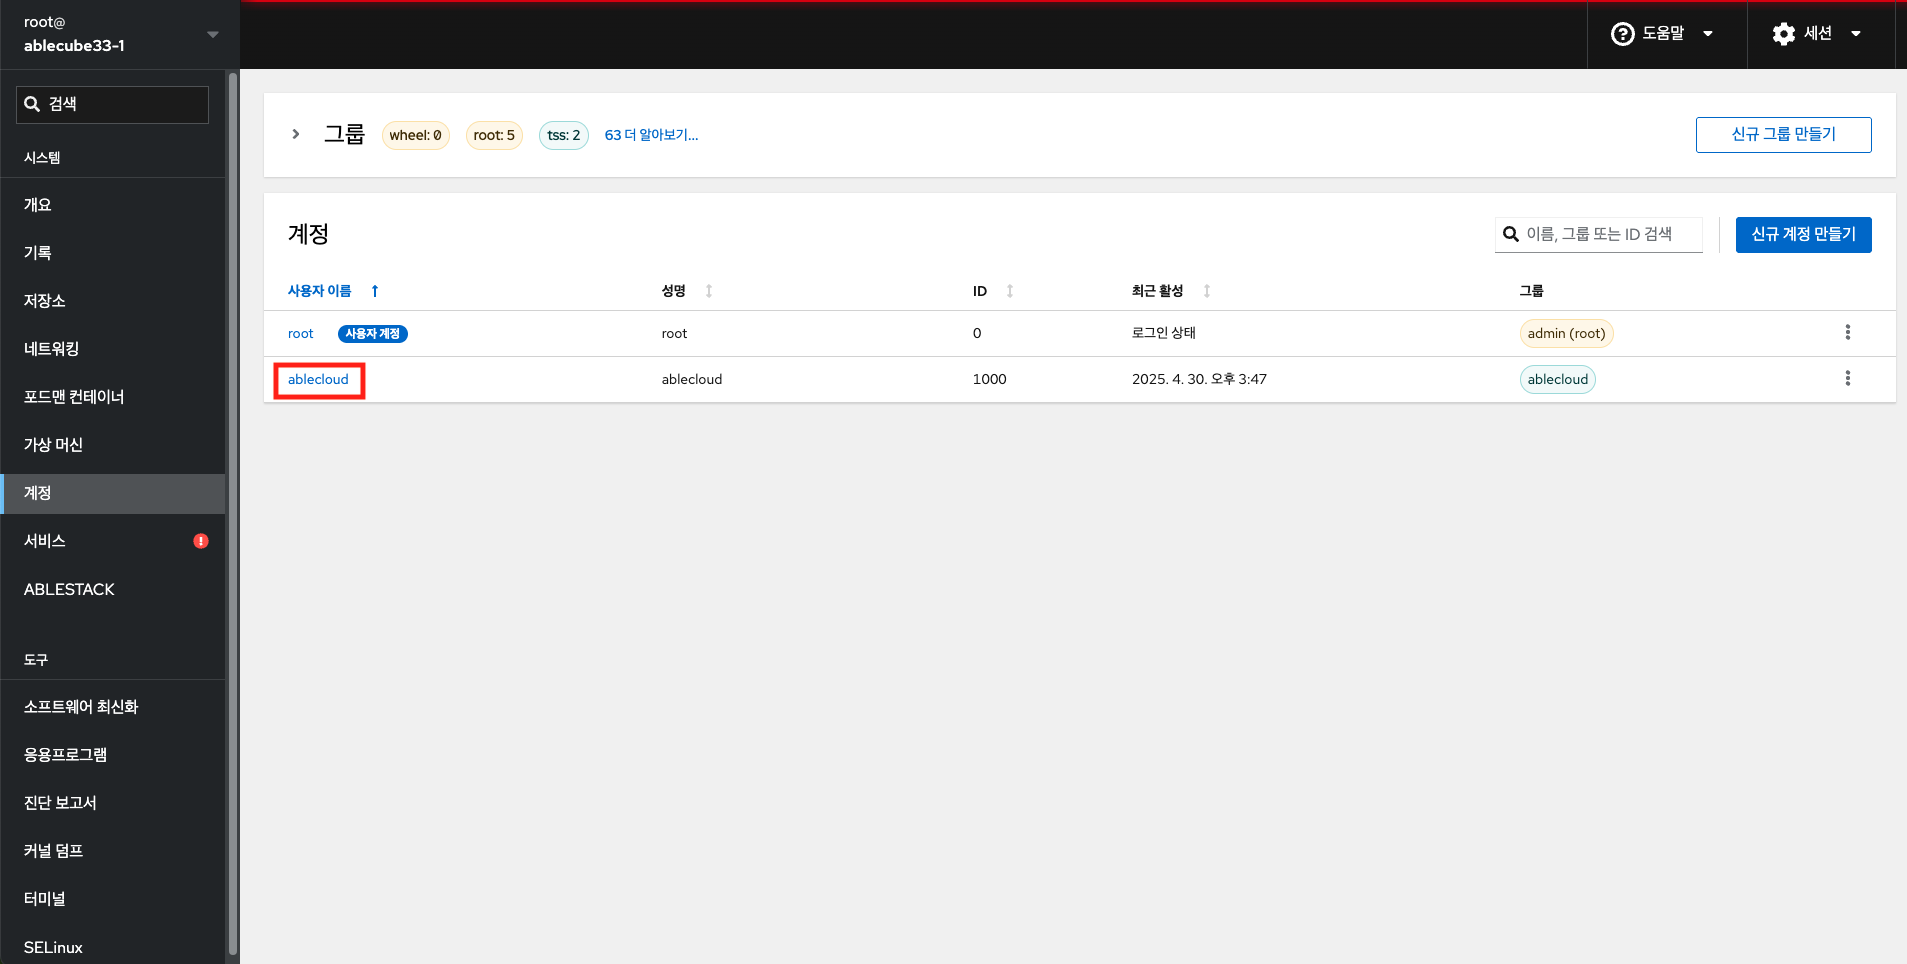 root@
ablecube33-1
도움말
세션
검색
시스템
개요
기록
저장소
네트워킹
포드맨 컨테이너
가상 머신
계정
서비스
ABLESTACK
도구
소프트웨어 최신화
응용프로그램
진단 보고서
커널 덤프
터미널
SELinux
그룹 wheel: 0 root: 5 tss: 2 63 더 알아보기...
신규 그룹 만들기
계정
이름, 그룹 또는 ID 검색
신규 계정 만들기
사용자 이름 성명 ID 최근 활성 그룹
root 사용자 계정 root 0 로그인 상태 admin (root)
ablecloud ablecloud 1000 2025. 4. 30. 오후 3:47 ablecloud